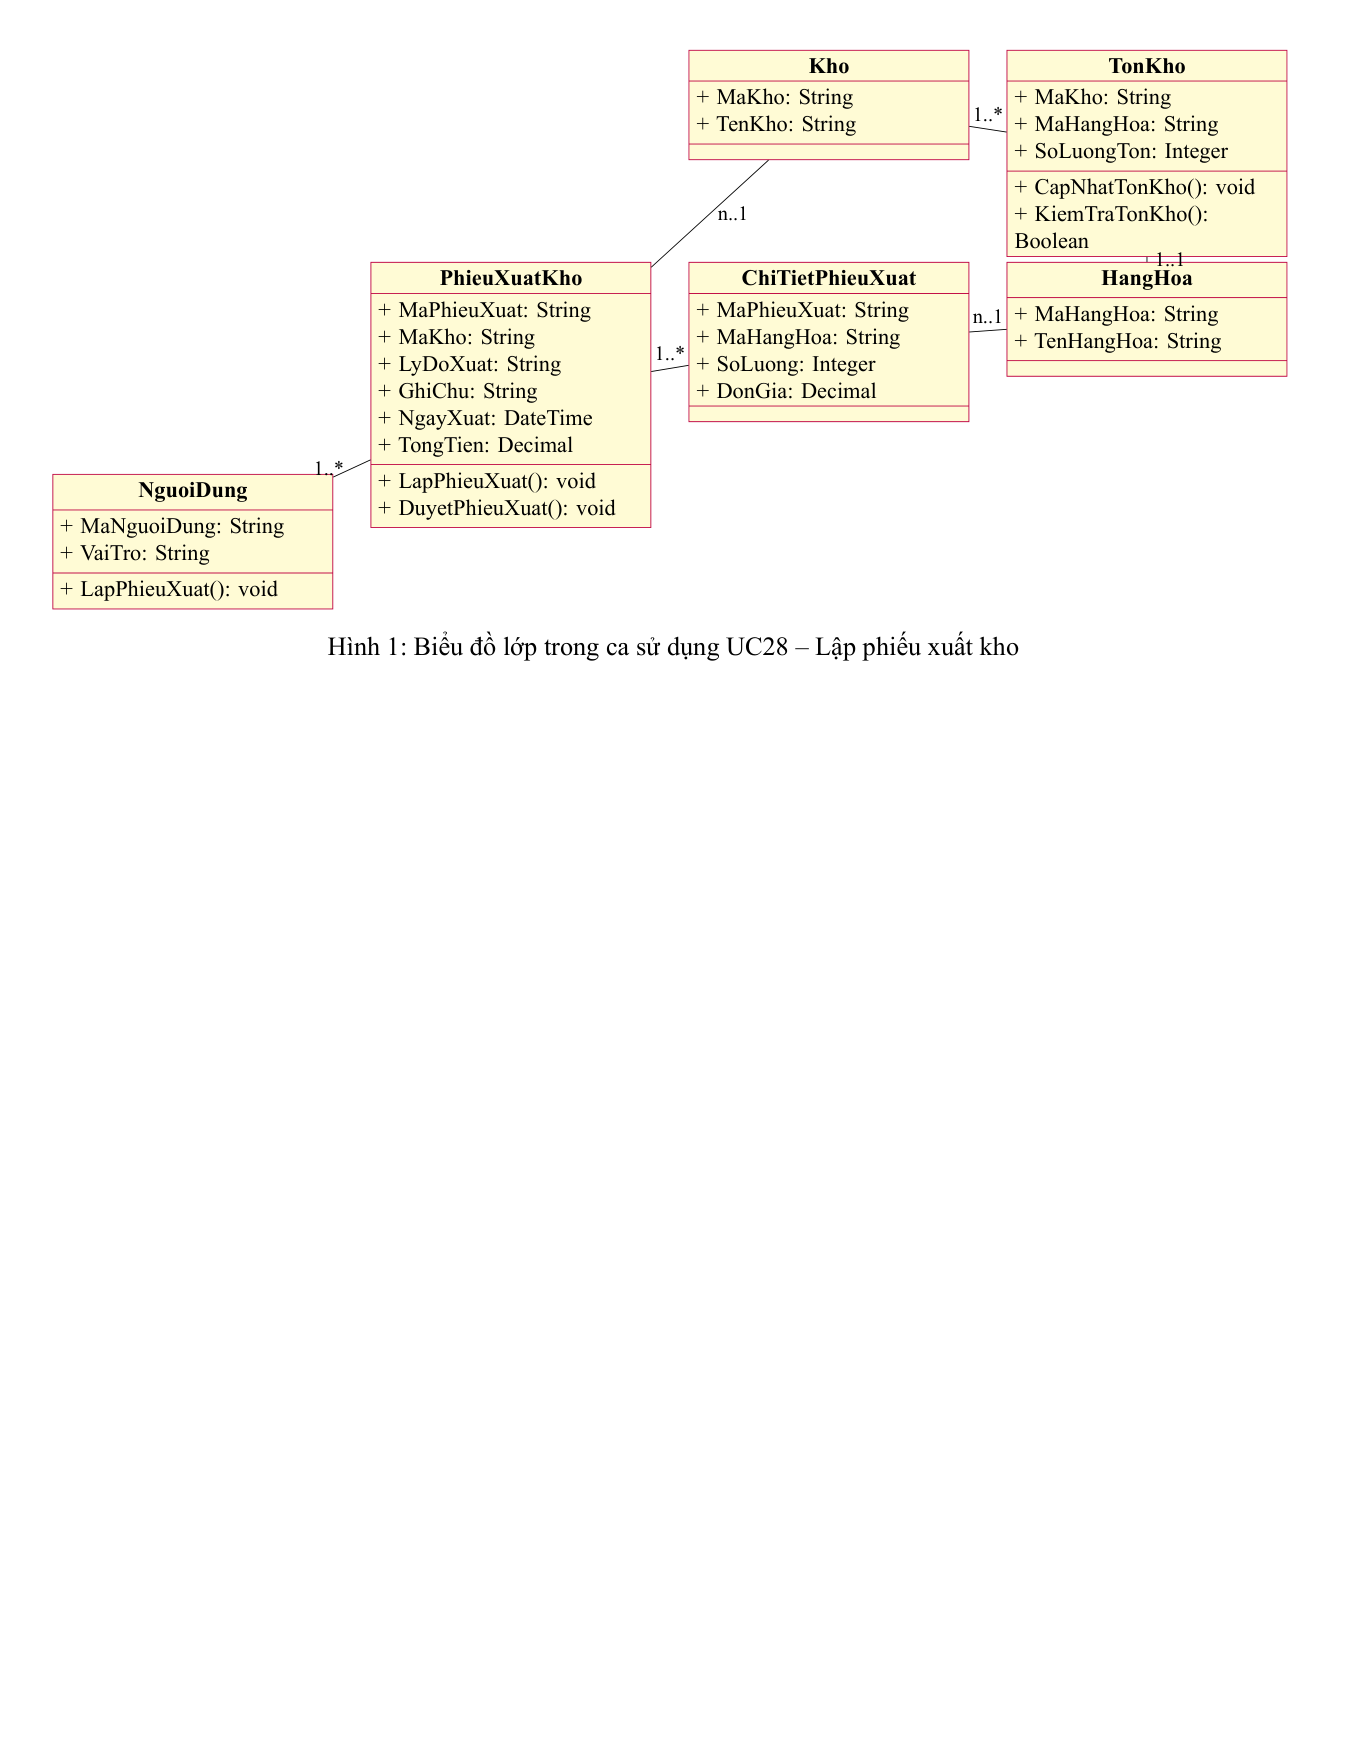 Kho
+ MaKho: String
+ TenKho: String
1..*
TonKho
+ MaKho: String
+ MaHangHoa: String
+ SoLuongTon: Integer
+ CapNhatTonKho(): void
+ KiemTraTonKho():
Boolean
n..1
1..1
PhieuXuatKho
+ MaPhieuXuat: String
+ MaKho: String
+ LyDoXuat: String
+ GhiChu: String
+ NgayXuat: DateTime
+ TongTien: Decimal
+ LapPhieuXuat(): void
+ DuyetPhieuXuat(): void
1..*
ChiTietPhieuXuat
+ MaPhieuXuat: String
+ MaHangHoa: String
+ SoLuong: Integer
+ DonGia: Decimal
n..1
HangHoa
+ MaHangHoa: String
+ TenHangHoa: String
1..*
NguoiDung
+ MaNguoiDung: String
+ VaiTro: String
+ LapPhieuXuat(): void
Hình 1: Biểu đồ lớp trong ca sử dụng UC28 – Lập phiếu xuất kho